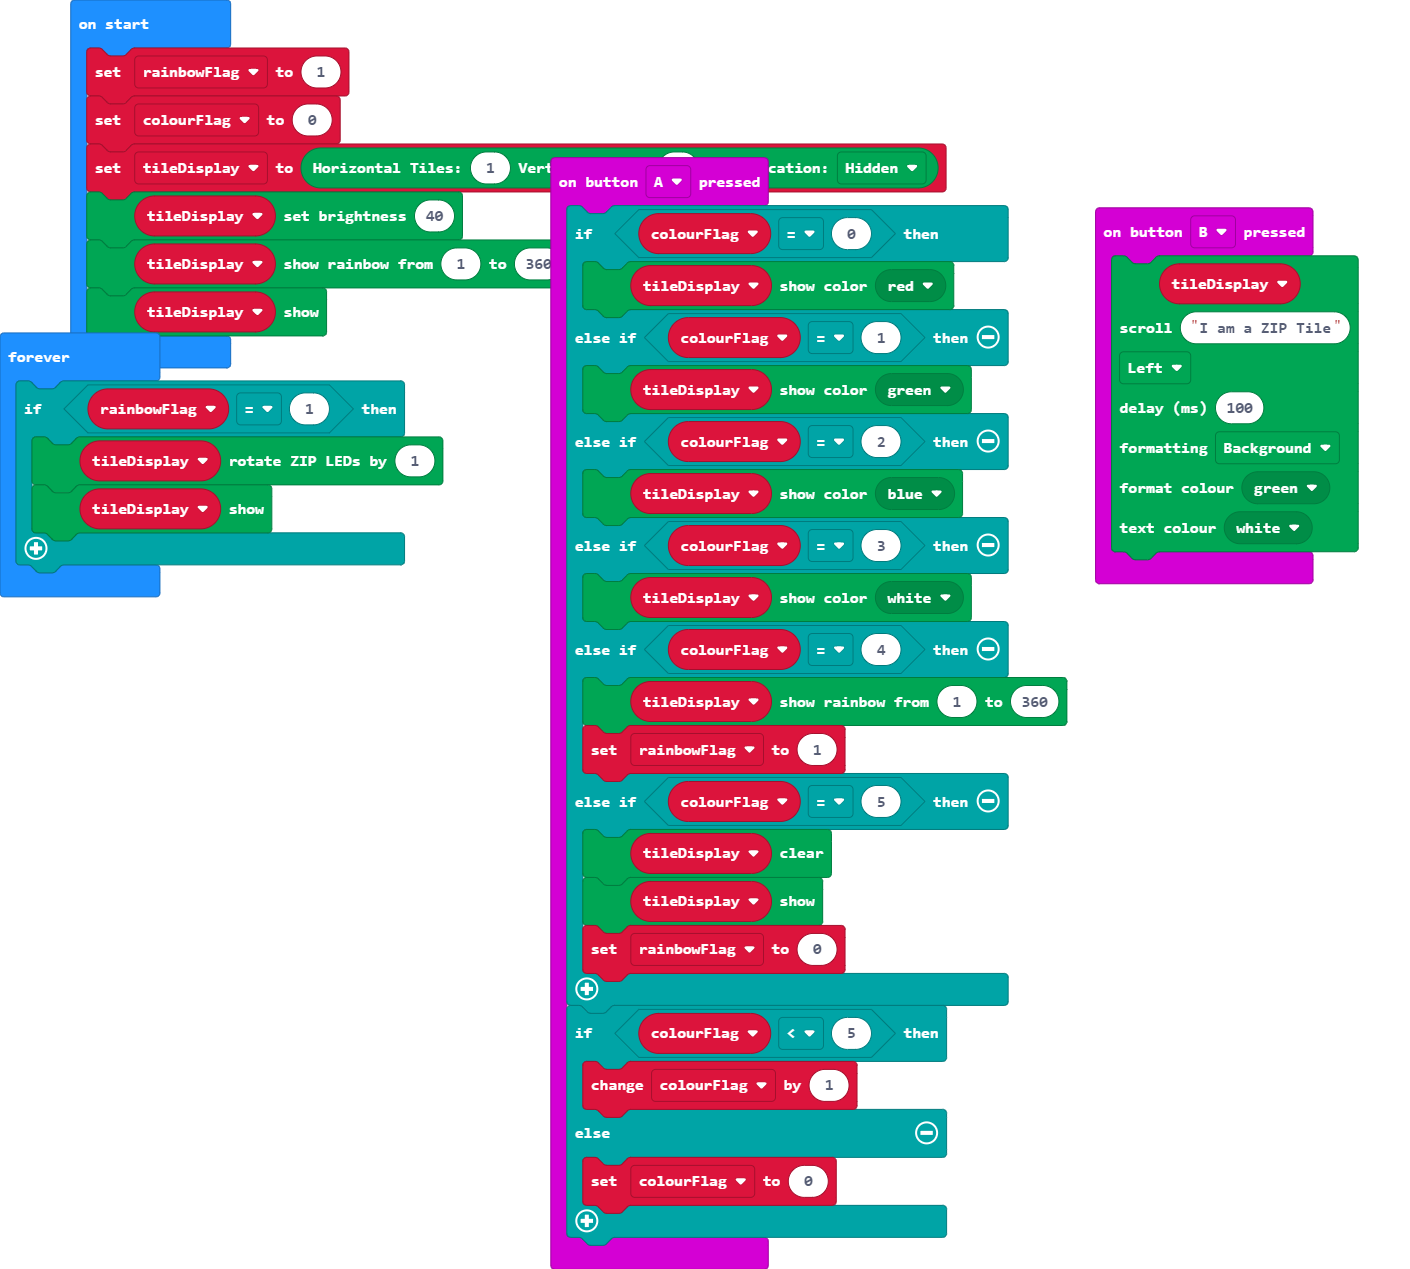 on start
set rainbowFlag to 1
set colourFlag to 0
set tileDisplay to Horizontal Tiles: 1 Hidden
tileDisplay set brightness 40
tileDisplay show rainbow from 1 to 360
tileDisplay show
forever
if rainbowFlag = 1 then
tileDisplay rotate ZIP LEDs by 1
tileDisplay show
on button A pressed
if colourFlag = 0 then
tileDisplay show color red
else if colourFlag = 1 then
tileDisplay show color green
else if colourFlag = 2 then
tileDisplay show color blue
else if colourFlag = 3 then
tileDisplay show color white
else if colourFlag = 4 then
tileDisplay show rainbow from 1 to 360
set rainbowFlag to 1
else if colourFlag = 5 then
tileDisplay clear
tileDisplay show
set rainbowFlag to 0
if colourFlag < 5 then
change colourFlag by 1
else
set colourFlag to 0
on button B pressed
tileDisplay
scroll "I am a ZIP Tile"
Left
delay (ms) 100
formatting Background
format colour green
text colour white